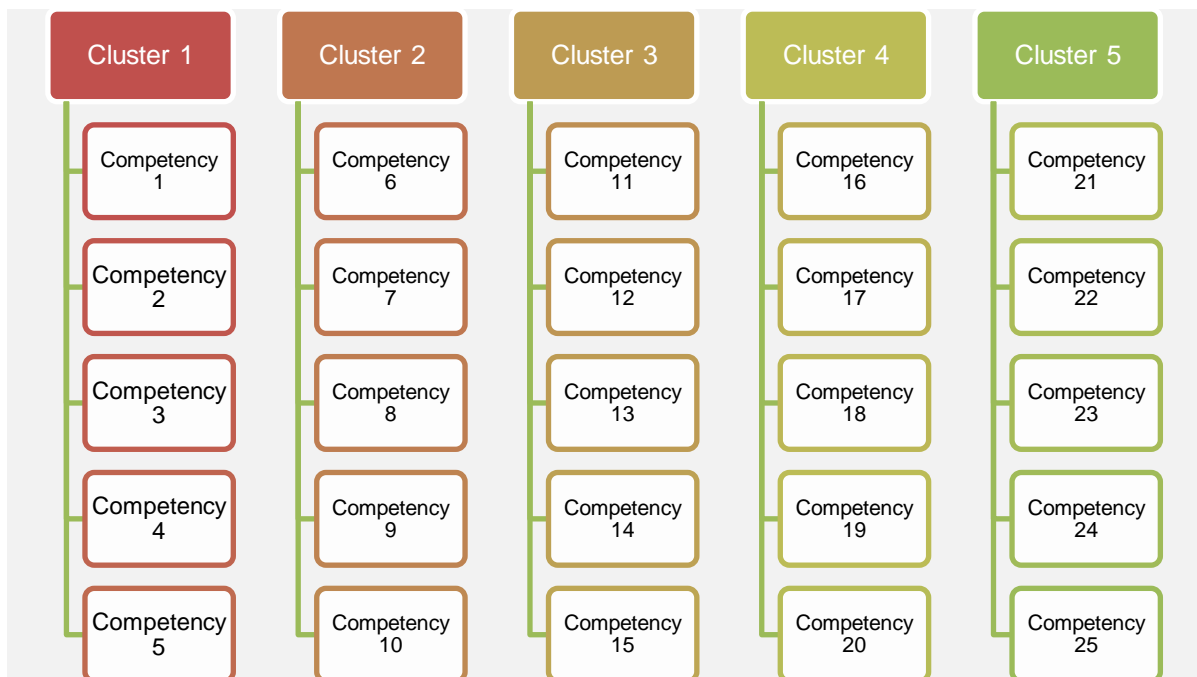 Cluster 1
Competency
1
Competency
2
Competency
3
Competency
4
Competency
5
Cluster 2
Competency
6
Competency
7
Competency
8
Competency
9
Competency
10
Cluster 3
Competency
11
Competency
12
Competency
13
Competency
14
Competency
15
Cluster 4
Competency
16
Competency
17
Competency
18
Competency
19
Competency
20
Cluster 5
Competency
21
Competency
22
Competency
23
Competency
24
Competency
25